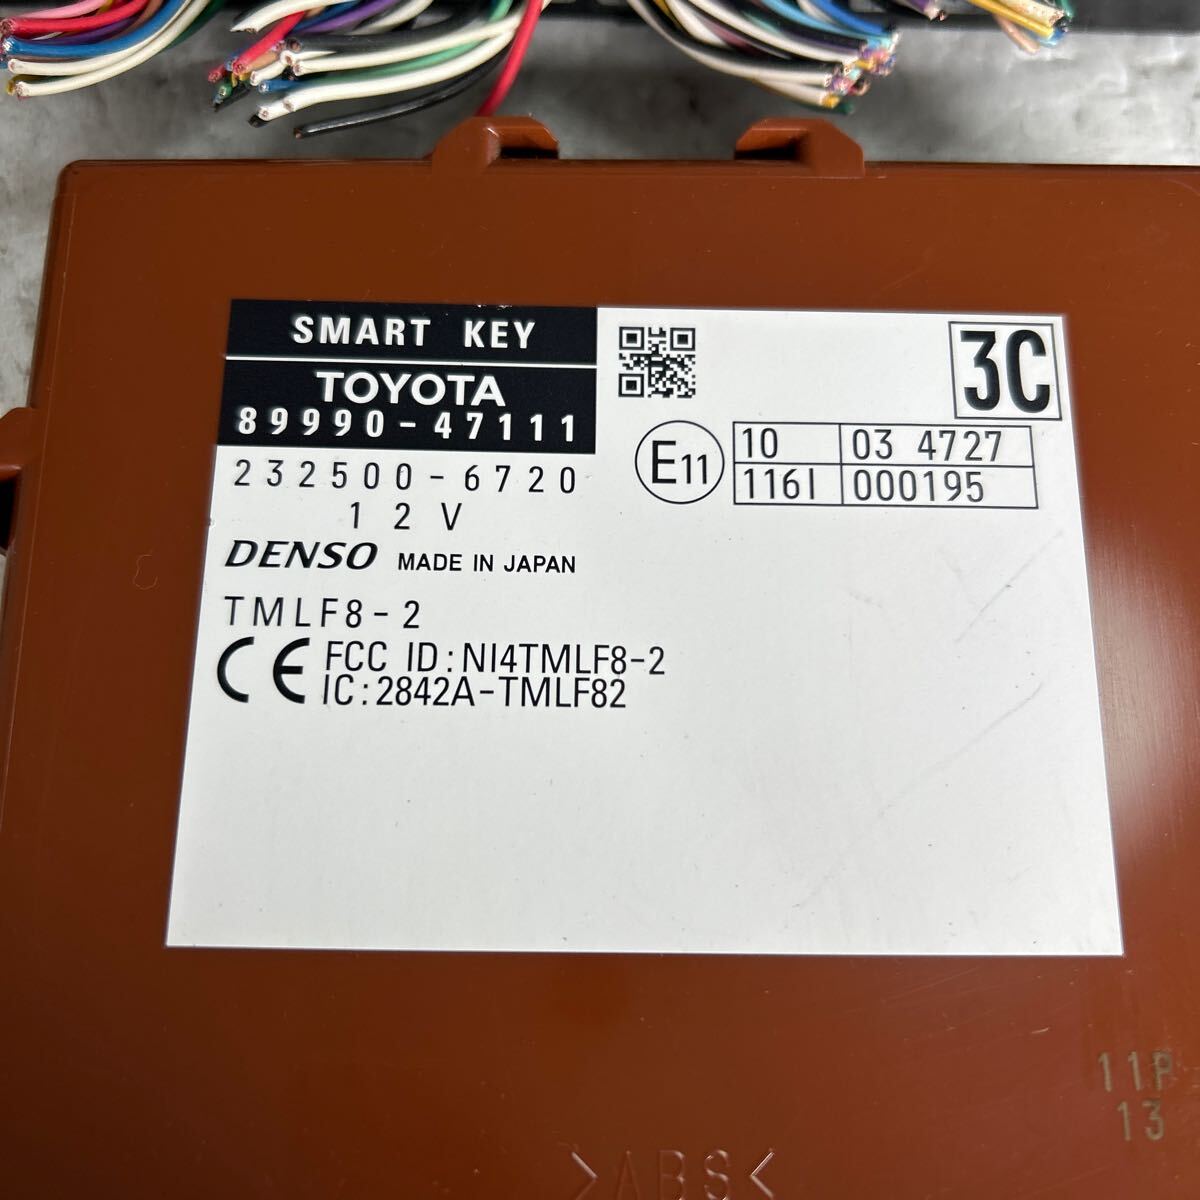 SMART KEY
TOYOTA
89990-47111
232500-6720
12V
DENSO MADE IN JAPAN
TMLF8-2
CE FCC ID:NI4TMLF8-2
IC:2842A-TMLF82
3C
E11
10 03 4727
116I 000195
11P
13
>ABS<